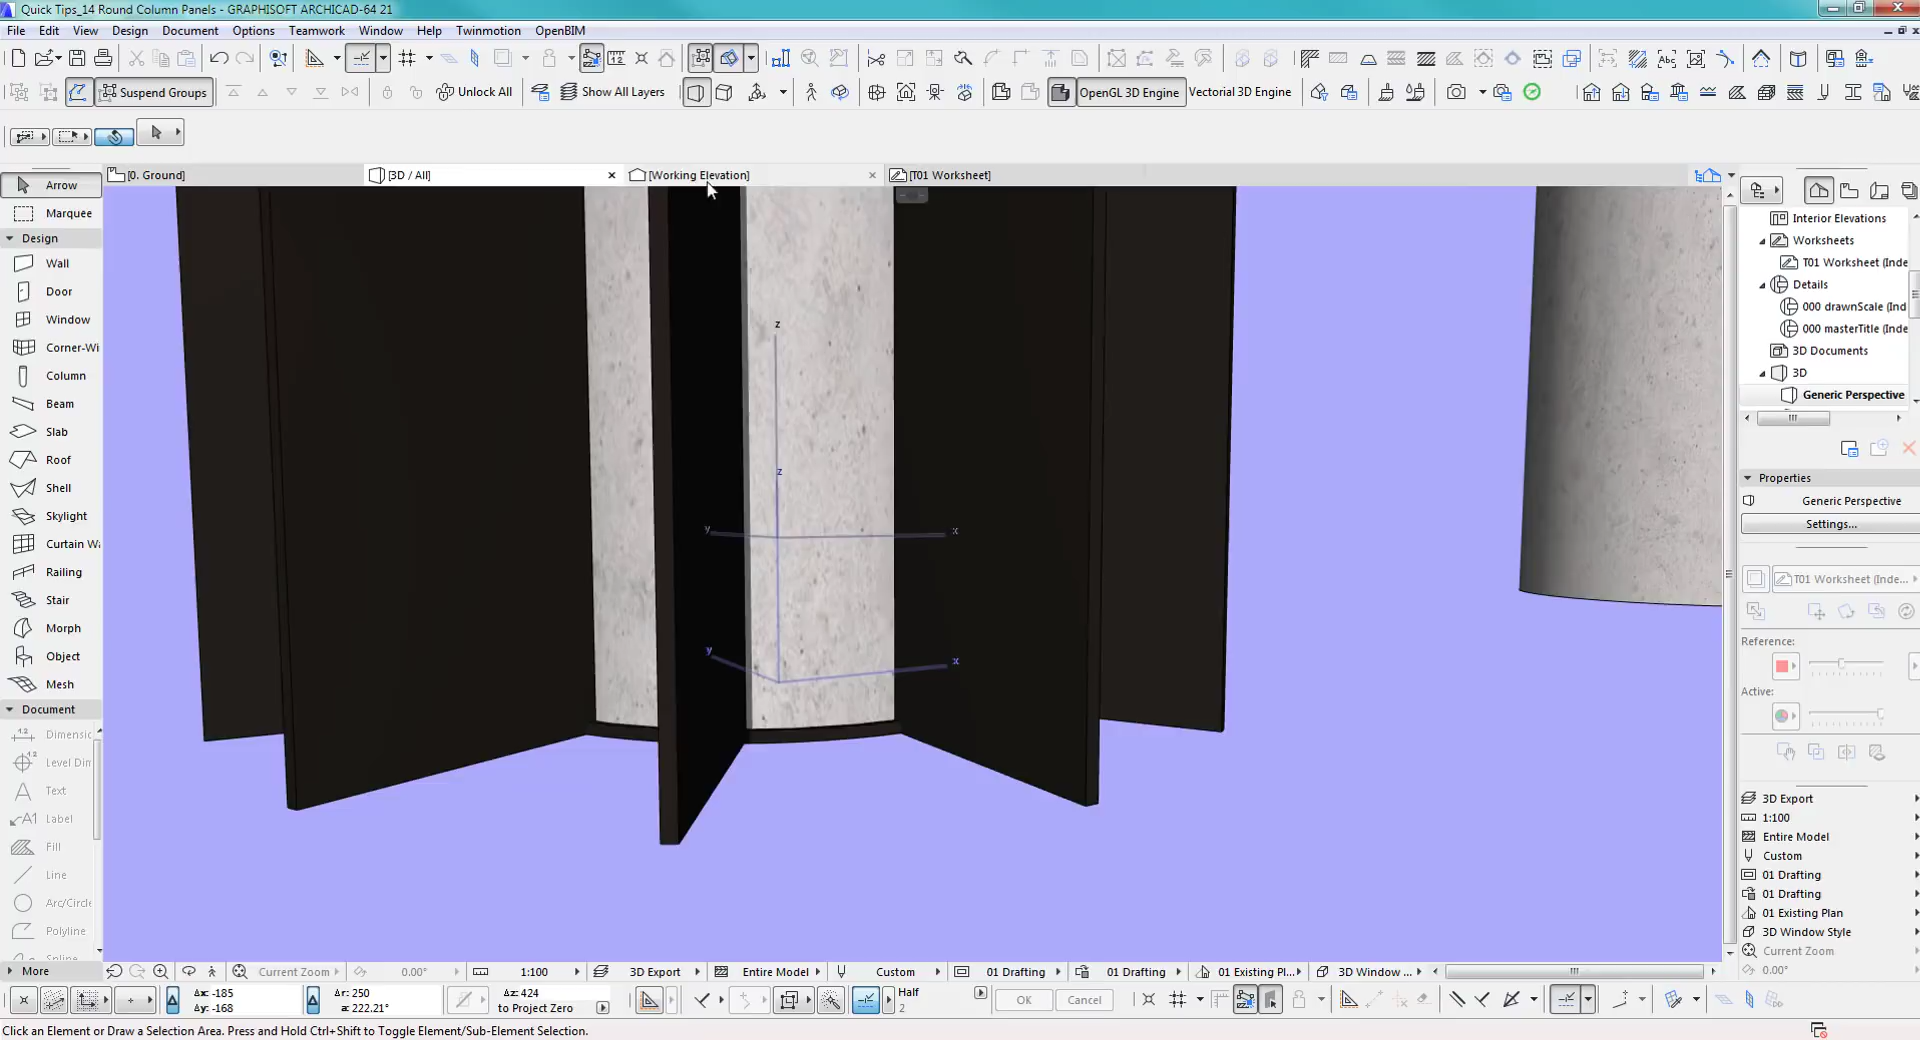 Quick Tips_14 Round Column Panels - GRAPHISOFT ARCHICAD-64 21
File Edit View Design Document Options Teamwork Window Help Twinmotion OpenBIM
Suspend Groups Unlock All Show All Layers OpenGL 3D Engine Vectorial 3D Engine
[0. Ground] [3D / All] [Working Elevation] [T01 Worksheet]
Arrow
Marquee
Design
Wall
Door
Window
Corner-Wi
Column
Beam
Slab
Roof
Shell
Skylight
Curtain Wa
Railing
Stair
Morph
Object
Mesh
Document
Dimensic
Level Dim
Text
Label
Fill
Line
Arc/Circle
Polyline
More
z
z
y x
y x
Interior Elevations
Worksheets
T01 Worksheet (Inde
Details
000 drawnScale (Ind
000 masterTitle (Inde
3D Documents
3D
Generic Perspective
Properties
Generic Perspective
Settings...
T01 Worksheet (Inde...
Reference:
Active:
3D Export
1:100
Entire Model
Custom
01 Drafting
01 Drafting
01 Existing Plan
3D Window Style
Current Zoom
0.00°
Current Zoom 0.00° 1:100 3D Export Entire Model Custom 01 Drafting 01 Drafting 01 Existing Pl... 3D Window ...
Δx: -185 Δr: 250 Δz: 424 Half
Δy: -168 a: 222.21° to Project Zero 2 OK Cancel
Click an Element or Draw a Selection Area. Press and Hold Ctrl+Shift to Toggle Element/Sub-Element Selection.